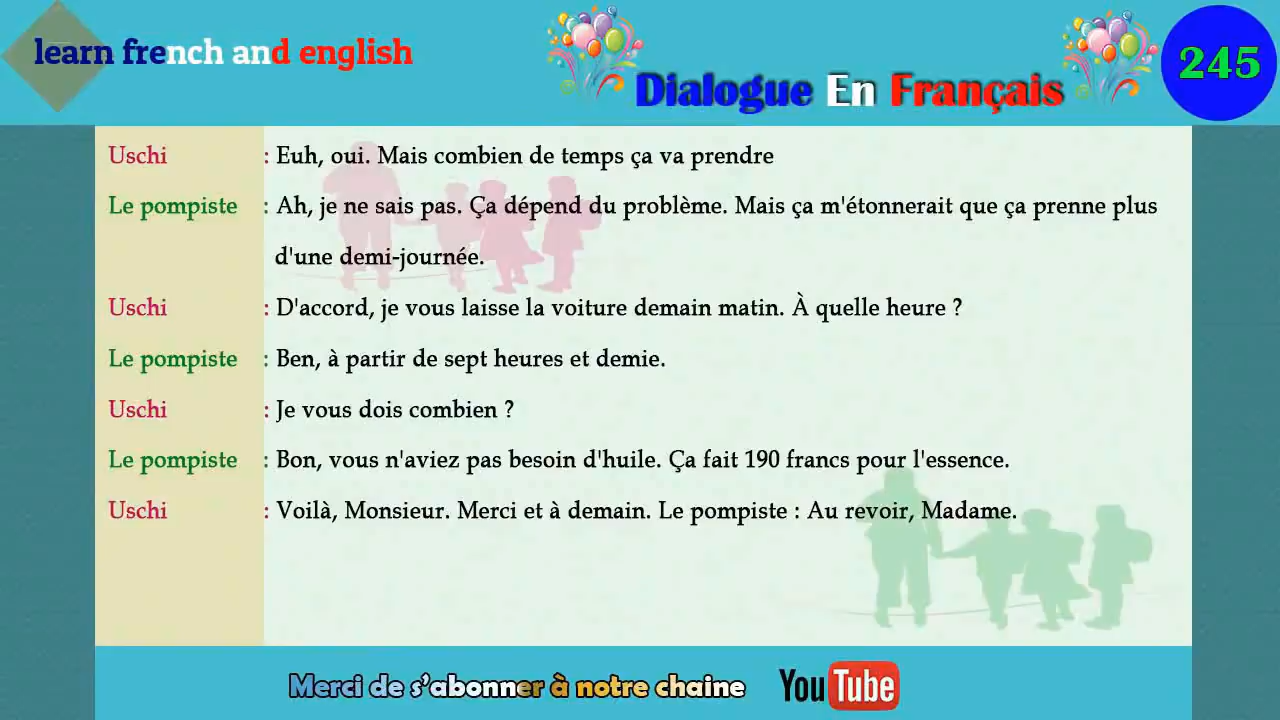 learn french and english
Dialogue En Français
245
Uschi : Euh, oui. Mais combien de temps ça va prendre
Le pompiste : Ah, je ne sais pas. Ça dépend du problème. Mais ça m'étonnerait que ça prenne plus
d'une demi-journée.
Uschi : D'accord, je vous laisse la voiture demain matin. À quelle heure ?
Le pompiste : Ben, à partir de sept heures et demie.
Uschi : Je vous dois combien ?
Le pompiste : Bon, vous n'aviez pas besoin d'huile. Ça fait 190 francs pour l'essence.
Uschi : Voilà, Monsieur. Merci et à demain. Le pompiste : Au revoir, Madame.
Merci de s'abonner à notre chaine
YouTube